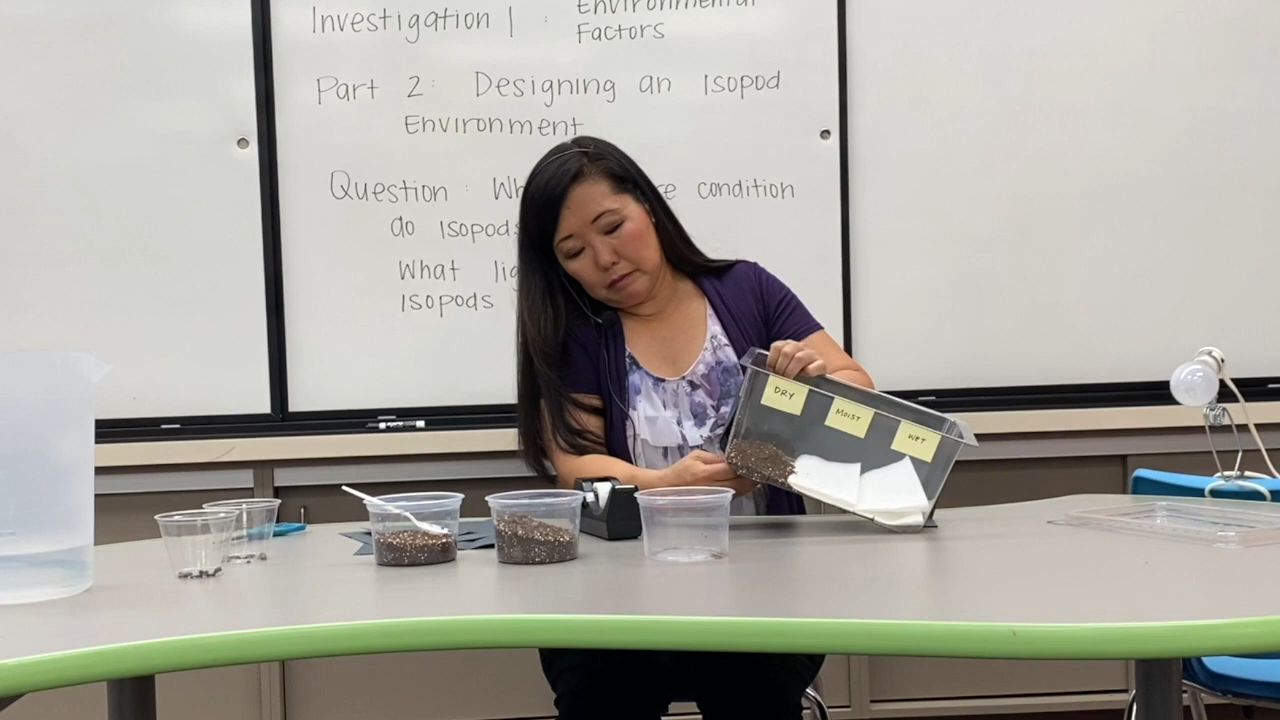 Investigation 1 : Environmental
Factors
Part 2: Designing an Isopod
Environment
Question: condition
do Isopods
What
Isopods
DRY
MOIST
WET